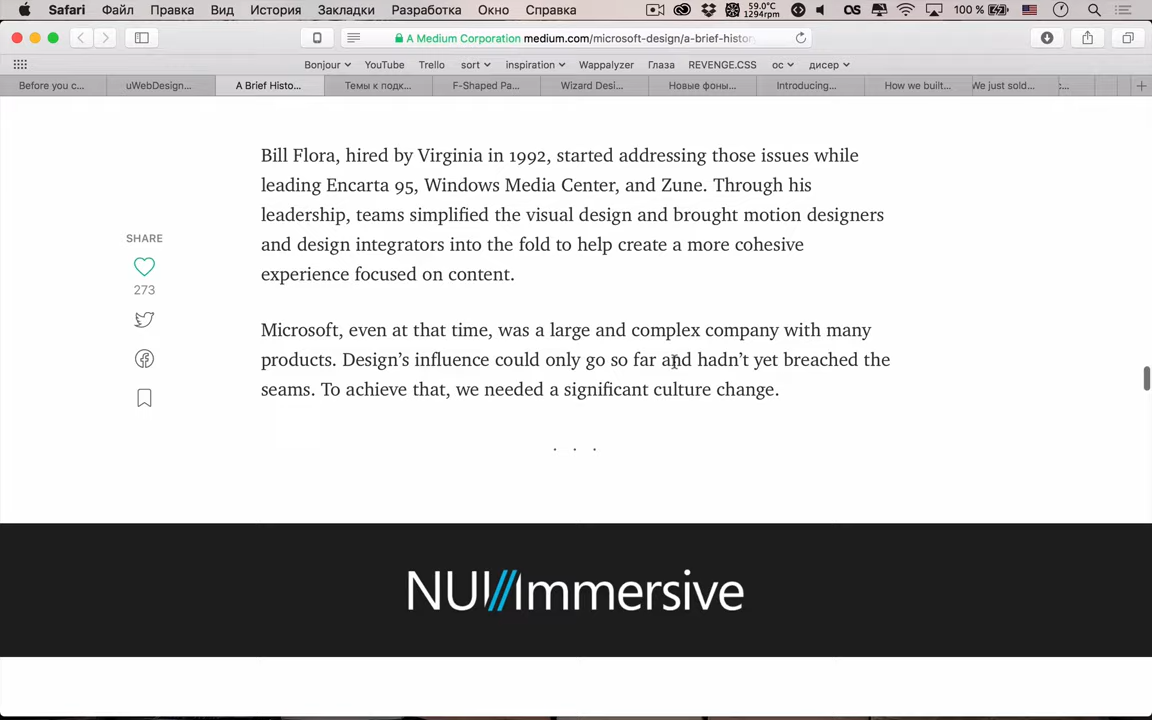 Safari Файл Правка Вид История Закладки Разработка Окно Справка 59.0°C 1294rpm 100 %
A Medium Corporation medium.com/microsoft-design/a-brief-histor
Bonjour YouTube Trello sort inspiration Wappalyzer Глаза REVENGE.CSS ос дисер
Before you c... uWebDesign... A Brief Histo... Темы к подк... F-Shaped Pa... Wizard Desi... Новые фоны... Introducing... How we built... We just sold...
Bill Flora, hired by Virginia in 1992, started addressing those issues while
leading Encarta 95, Windows Media Center, and Zune. Through his
leadership, teams simplified the visual design and brought motion designers
and design integrators into the fold to help create a more cohesive
experience focused on content.
SHARE
273
Microsoft, even at that time, was a large and complex company with many
products. Design’s influence could only go so far and hadn’t yet breached the
seams. To achieve that, we needed a significant culture change.
. . .
NUI///Immersive